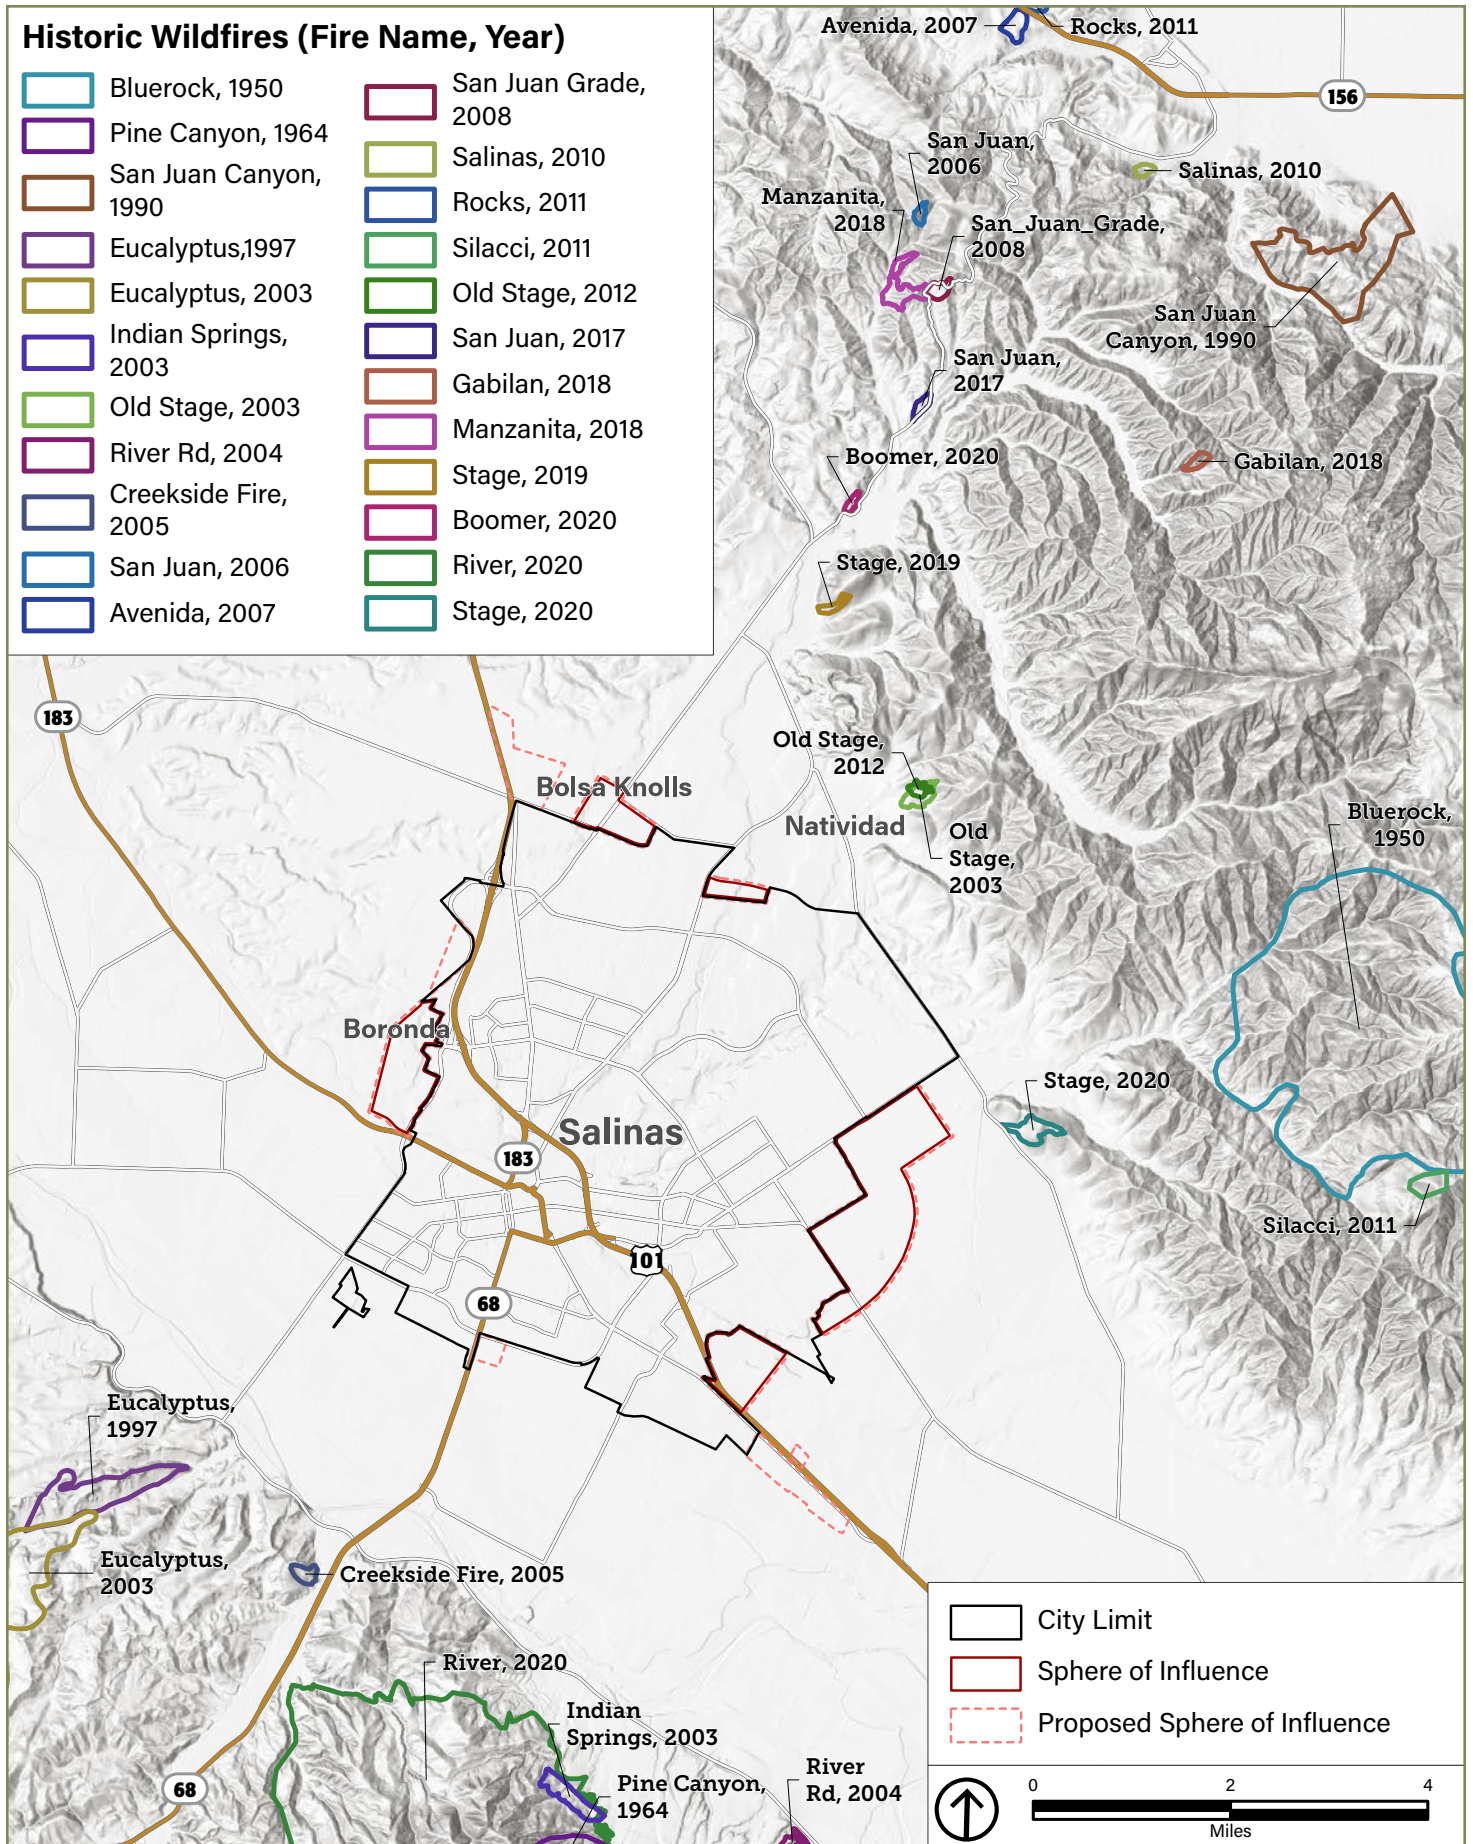 Historic Wildfires (Fire Name, Year)
Bluerock, 1950
Pine Canyon, 1964
San Juan Canyon,
1990
Eucalyptus,1997
Eucalyptus, 2003
Indian Springs,
2003
Old Stage, 2003
River Rd, 2004
Creekside Fire,
2005
San Juan, 2006
Avenida, 2007
San Juan Grade,
2008
Salinas, 2010
Rocks, 2011
Silacci, 2011
Old Stage, 2012
San Juan, 2017
Gabilan, 2018
Manzanita, 2018
Stage, 2019
Boomer, 2020
River, 2020
Stage, 2020
Avenida, 2007
Rocks, 2011
156
San Juan,
2006
Salinas, 2010
Manzanita,
2018
San_Juan_Grade,
2008
San Juan
Canyon, 1990
San Juan,
2017
Boomer, 2020
Gabilan, 2018
Stage, 2019
183
Old Stage,
2012
Bolsa Knolls
Natividad
Old
Stage,
2003
Bluerock,
1950
Boronda
Stage, 2020
Salinas
183
Silacci, 2011
101
68
Eucalyptus,
1997
Eucalyptus,
2003
Creekside Fire, 2005
River, 2020
Indian
Springs, 2003
Pine Canyon,
1964
River
Rd, 2004
68
City Limit
Sphere of Influence
Proposed Sphere of Influence
0
2
4
Miles